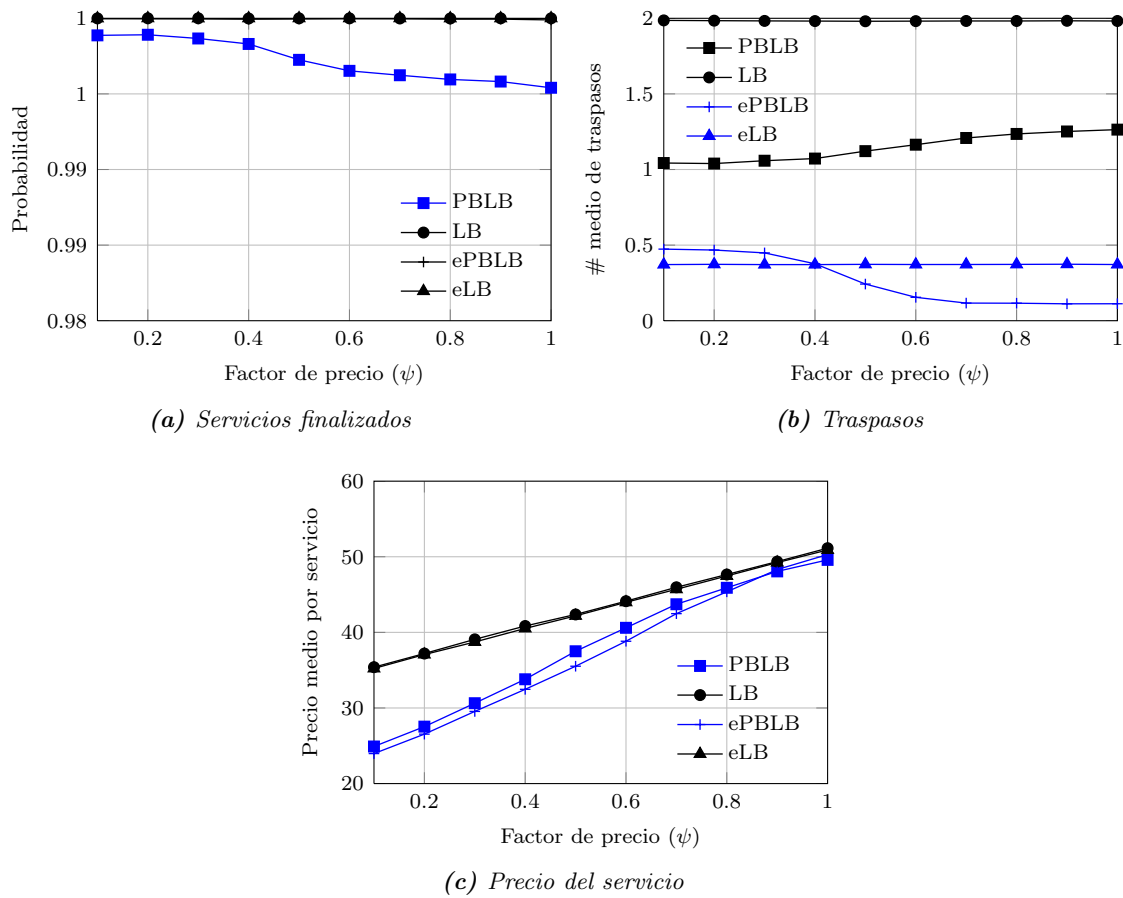 1
1
0.99
0.99
0.98
0.2
0.4
0.6
0.8
1
Probabilidad
Factor de precio (ψ)
PBLB
LB
ePBLB
eLB
(a) Servicios finalizados
2
1.5
1
0.5
0
0.2
0.4
0.6
0.8
1
# medio de traspasos
Factor de precio (ψ)
PBLB
LB
ePBLB
eLB
(b) Traspasos
60
50
40
30
20
0.2
0.4
0.6
0.8
1
Precio medio por servicio
Factor de precio (ψ)
PBLB
LB
ePBLB
eLB
(c) Precio del servicio